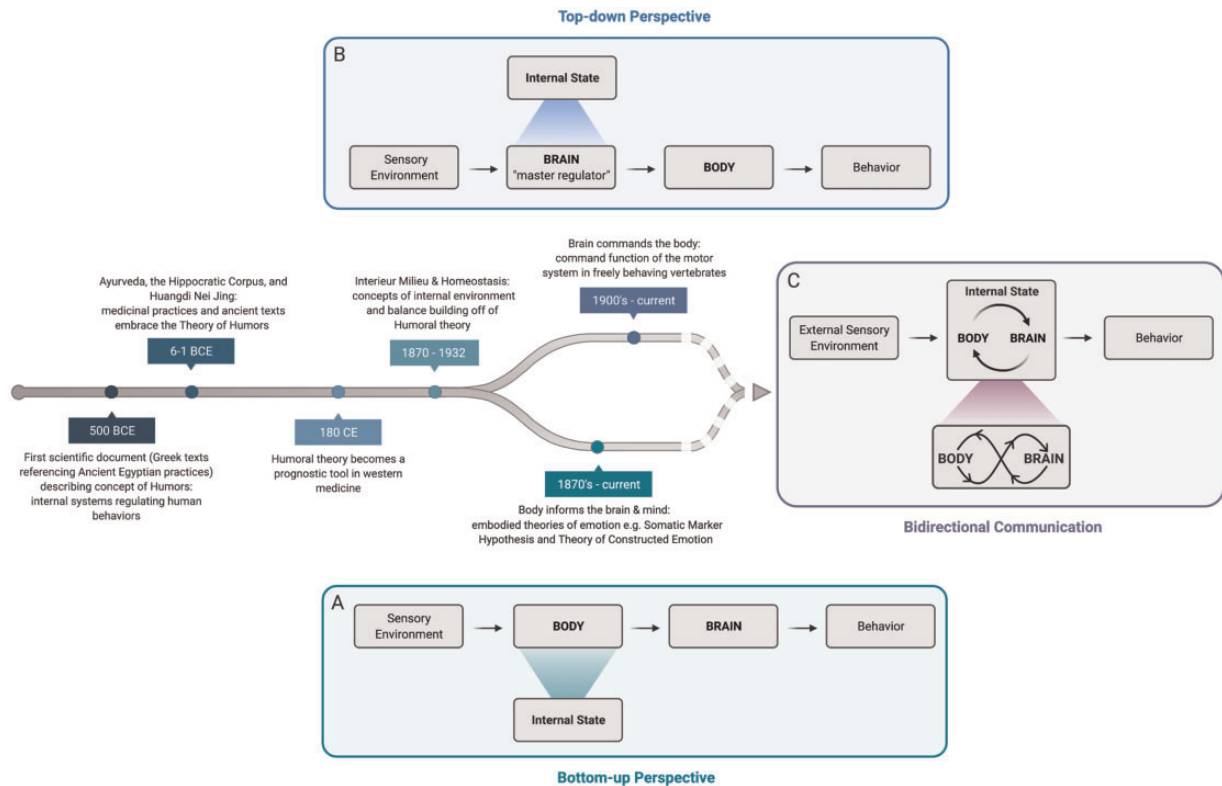 Top-down Perspective
B
Internal State
Sensory
Environment
BRAIN
"master regulator"
BODY
Behavior
Ayurveda, the Hippocratic Corpus, and
Huangdi Nei Jing:
medicinal practices and ancient texts
embrace the Theory of Humors
6-1 BCE
Interieur Milieu & Homeostasis:
concepts of internal environment
and balance building off of
Humoral theory
1870 - 1932
Brain commands the body:
command function of the motor
system in freely behaving vertebrates
1900's - current
500 BCE
First scientific document (Greek texts
referencing Ancient Egyptian practices)
describing concept of Humors:
internal systems regulating human
behaviors
180 CE
Humoral theory becomes a
prognostic tool in western
medicine
1870's - current
Body informs the brain & mind:
embodied theories of emotion e.g. Somatic Marker
Hypothesis and Theory of Constructed Emotion
C
External Sensory
Environment
Internal State
BODY BRAIN
Behavior
BODY BRAIN
Bidirectional Communication
A
Sensory
Environment
BODY
BRAIN
Behavior
Internal State
Bottom-up Perspective